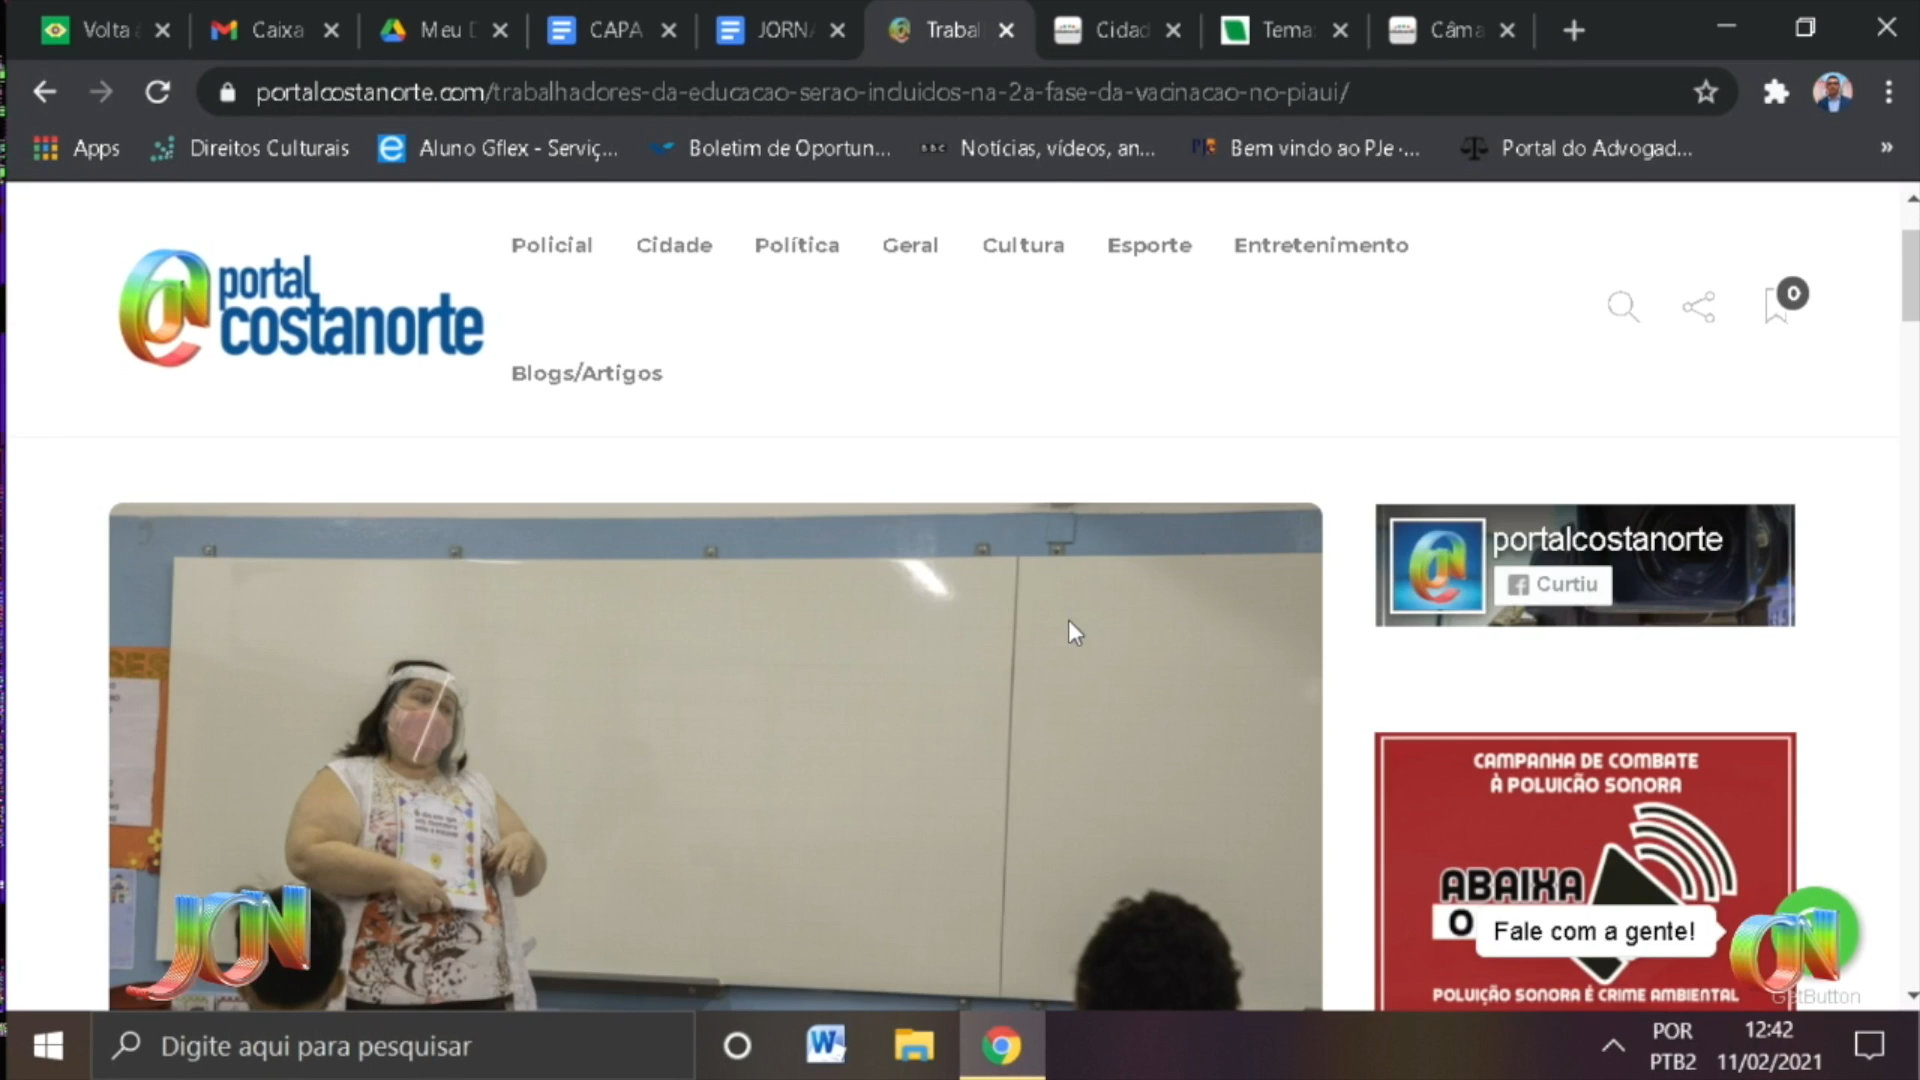 Volta
Caixa
Meu D
CAPA
JORN
Trabal
Cidad
Tema
Câma
portalcostanorte.com/trabalhadores-da-educacao-serao-incluidos-na-2a-fase-da-vacinacao-no-piaui/
Apps
Direitos Culturais
Aluno Gflex - Serviç...
Boletim de Oportun...
BBC
Notícias, vídeos, an...
Bem vindo ao PJe -...
Portal do Advogad...
»
portal
costanorte
Policial
Cidade
Política
Geral
Cultura
Esporte
Entretenimento
Blogs/Artigos
0
portalcostanorte
Curtiu
CAMPANHA DE COMBATE
À POLUIÇÃO SONORA
ABAIXA
O
Fale com a gente!
POLUIÇÃO SONORA É CRIME AMBIENTAL
GetButton
JCN
CN
Digite aqui para pesquisar
POR
PTB2
12:42
11/02/2021